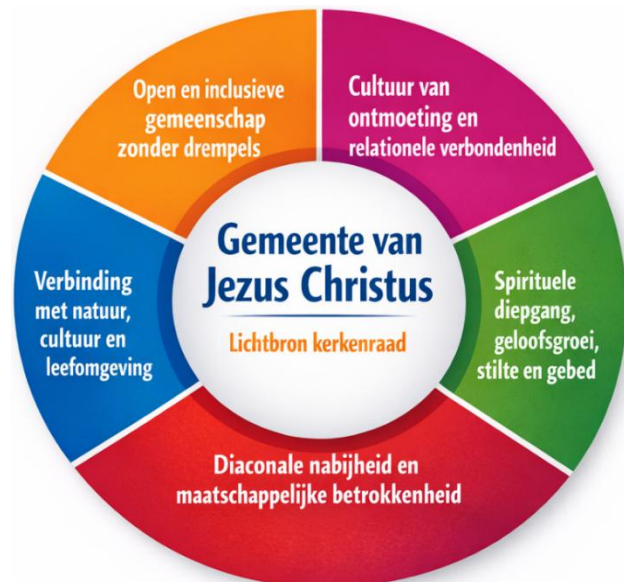 Open en inclusieve
gemeenschap
zonder drempels
Cultuur van
ontmoeting en
relationele verbondenheid
Verbinding
met natuur,
cultuur en
leefomgeving
Gemeente van
Jezus Christus
Lichtbron kerkenraad
Spirituele
diepgang,
geloofsgroei,
stilte en gebed
Diaconale nabijheid en
maatschappelijke betrokkenheid